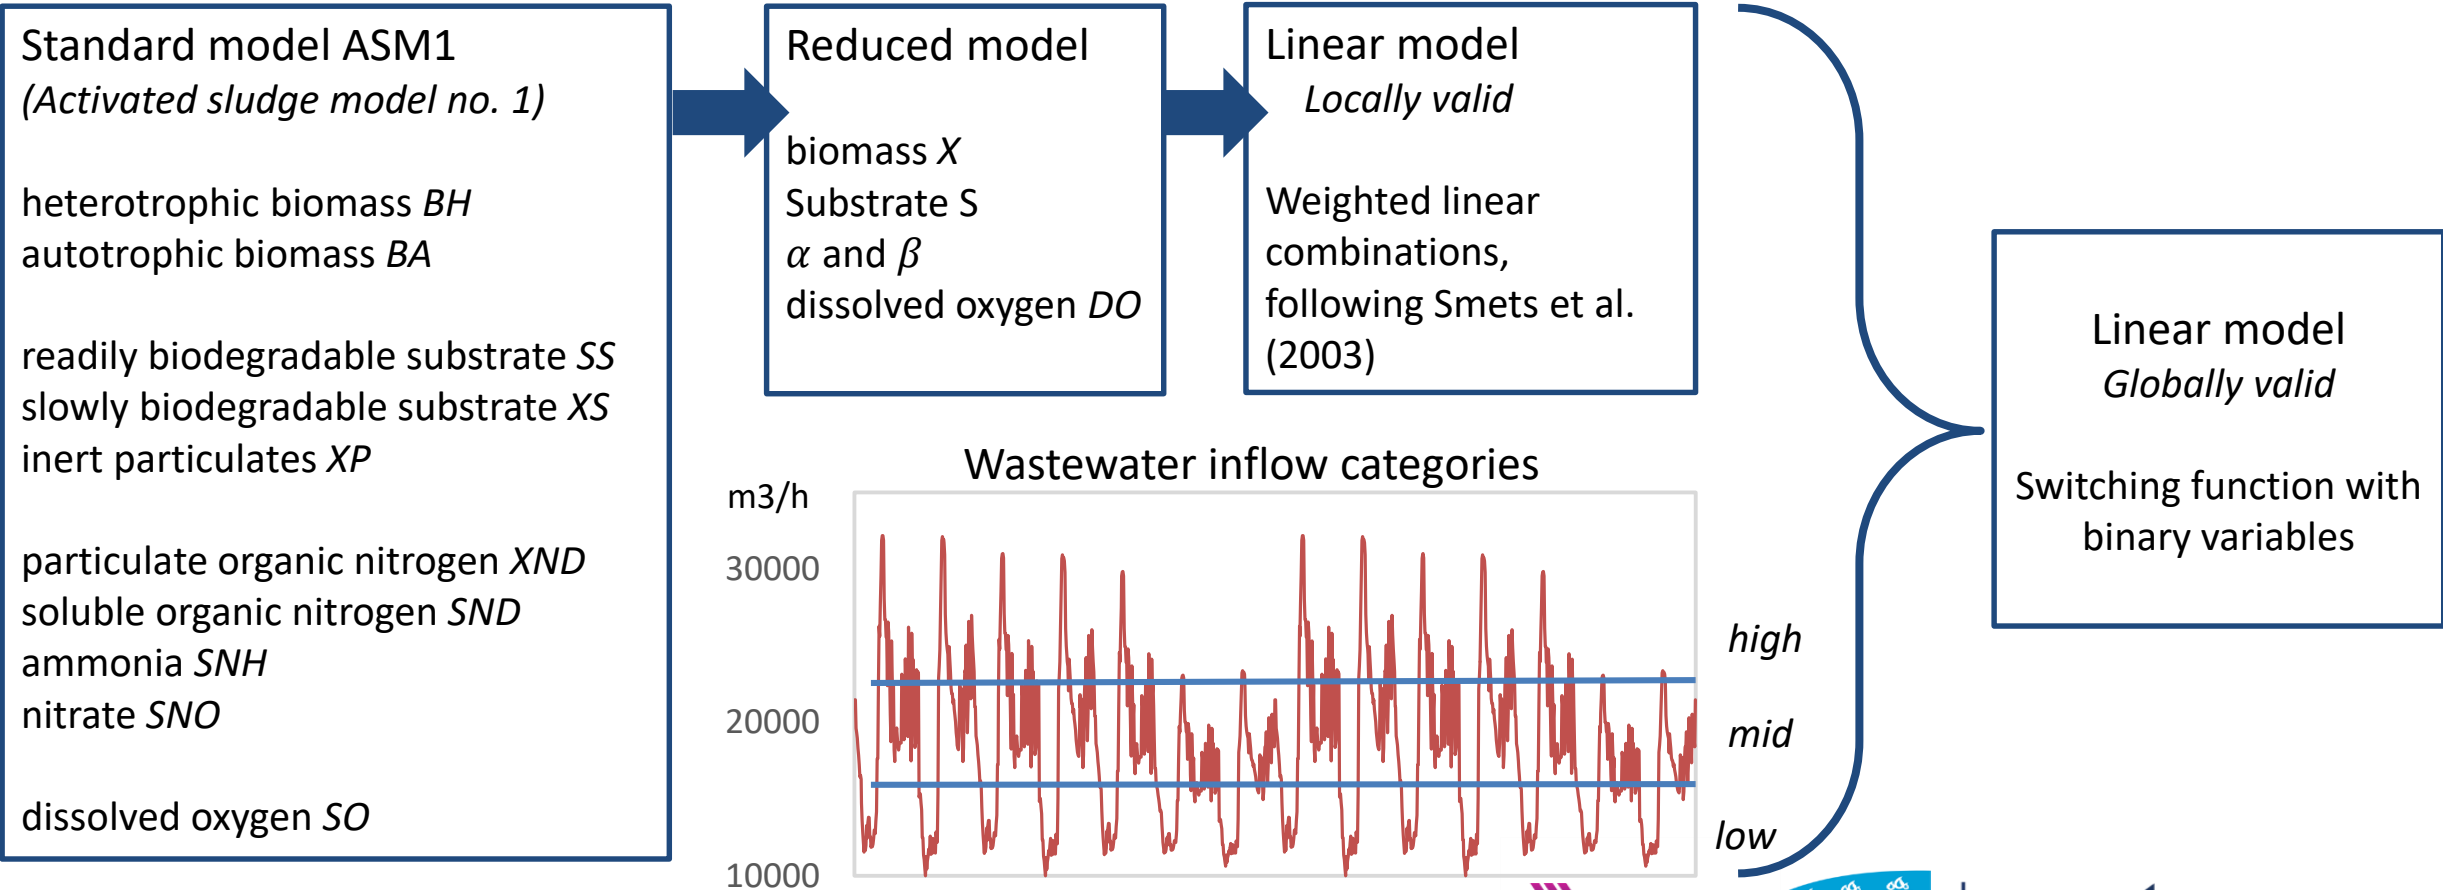 Standard model ASM1
(Activated sludge model no. 1)
heterotrophic biomass BH
autotrophic biomass BA
readily biodegradable substrate SS
slowly biodegradable substrate XS
inert particulates XP
particulate organic nitrogen XND
soluble organic nitrogen SND
ammonia SNH
nitrate SNO
dissolved oxygen SO
Reduced model
biomass X
Substrate S
α and β
dissolved oxygen DO
Linear model
Locally valid
Weighted linear
combinations,
following Smets et al.
(2003)
Wastewater inflow categories
m3/h
30000
20000
10000
high
mid
low
Linear model
Globally valid
Switching function with
binary variables